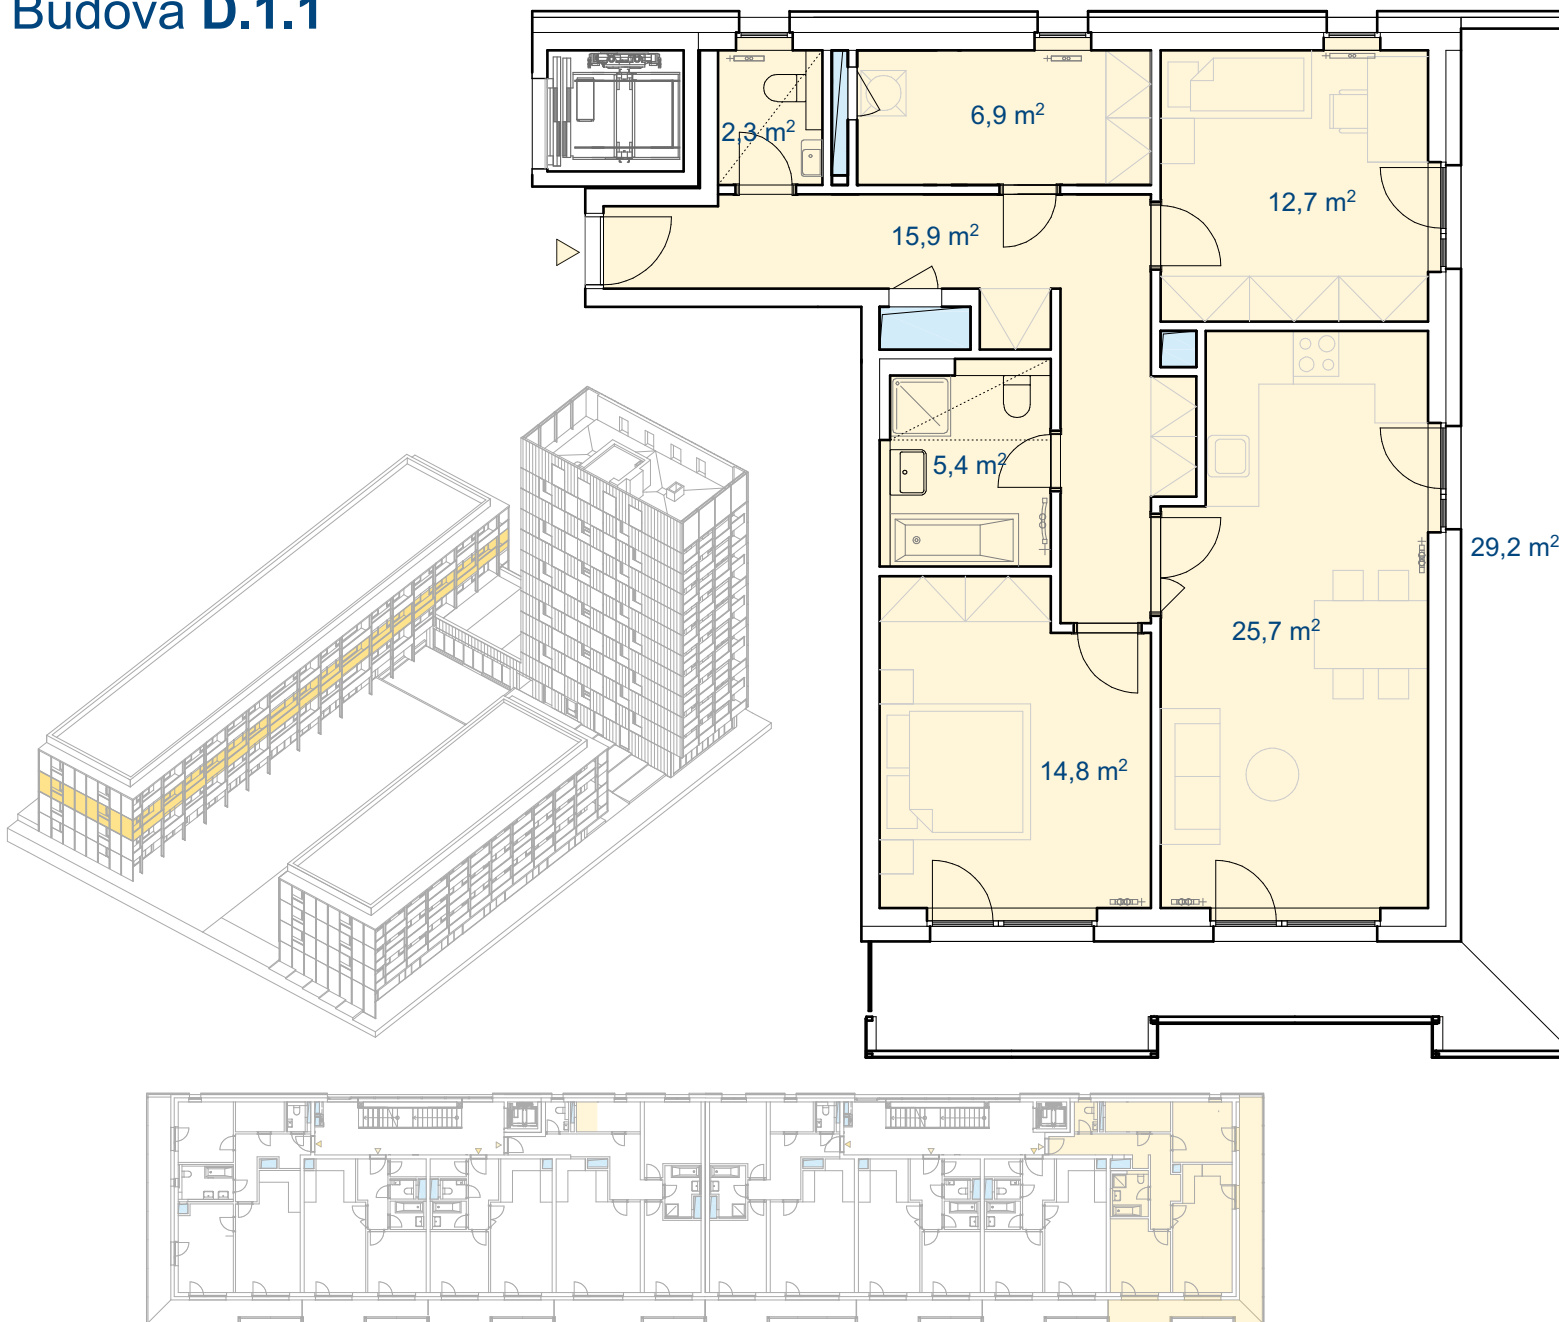 Budova D.1.1
2,3 m²
6,9 m²
12,7 m²
15,9 m²
5,4 m²
29,2 m²
25,7 m²
14,8 m²